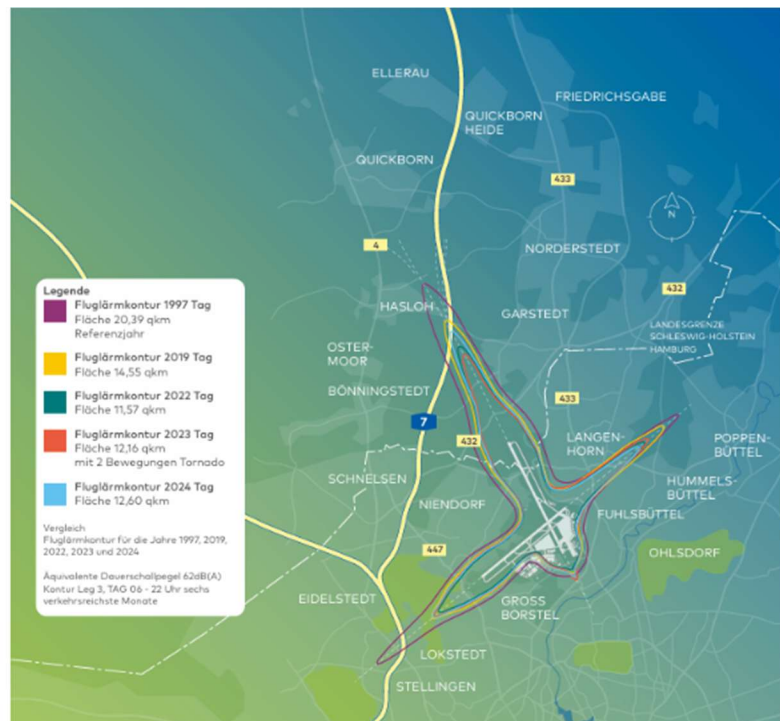 ELLERAU
FRIEDRICHSGABE
QUICKBORN
HEIDE
QUICKBORN
433
N
4
NORDERSTEDT
432
HASLOH
GARSTEDT
LANDESGRENZE
SCHLESWIG-HOLSTEIN
HAMBURG
OSTER-
MOOR
BÖNNINGSTEDT
433
7
432
LANGEN-
HORN
POPPEN-
BÜTTEL
SCHNELSEN
HUMMELS-
BÜTTEL
NIENDORF
FUHLSBÜTTEL
447
OHLSDORF
EIDELSTEDT
GROSS
BORSTEL
LOKSTEDT
STELLINGEN
Legende
Fluglärmkontur 1997 Tag
Fläche 20,39 qkm
Referenzjahr
Fluglärmkontur 2019 Tag
Fläche 14,55 qkm
Fluglärmkontur 2022 Tag
Fläche 11,57 qkm
Fluglärmkontur 2023 Tag
Fläche 12,16 qkm
mit 2 Bewegungen Tornado
Fluglärmkontur 2024 Tag
Fläche 12,60 qkm
Vergleich
Fluglärmkontur für die Jahre 1997, 2019,
2022, 2023 und 2024
Äquivalente Dauerschallpegel 62dB(A)
Kontur Leg 3, TAG 06 - 22 Uhr sechs
verkehrsreichste Monate